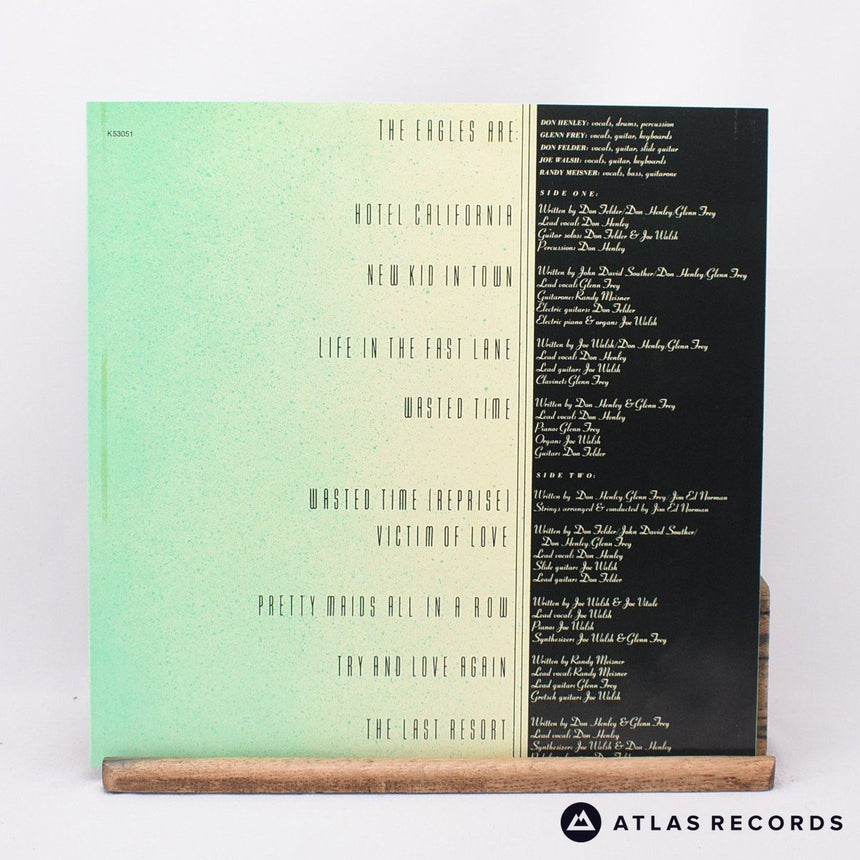 K53051
THE EAGLES ARE:
DON HENLEY: vocals, drums, percussion
GLENN FREY: vocals, guitar, keyboards
DON FELDER: vocals, guitar, slide guitar
JOE WALSH: vocals, guitar, keyboards
RANDY MEISNER: vocals, bass, guitarone
SIDE ONE:
HOTEL CALIFORNIA
Written by Don Felder/Don Henley/Glenn Frey
Lead vocal: Don Henley
Guitar solos: Don Felder & Joe Walsh
Percussion: Don Henley
NEW KID IN TOWN
Written by John David Souther/Don Henley/Glenn Frey
Lead vocal: Glenn Frey
Guitarone: Randy Meisner
Electric guitars: Don Felder
Electric piano & organ: Joe Walsh
LIFE IN THE FAST LANE
Written by Joe Walsh/Don Henley/Glenn Frey
Lead vocal: Don Henley
Lead guitar: Joe Walsh
Clavinet: Glenn Frey
WASTED TIME
Written by Don Henley & Glenn Frey
Lead vocal: Don Henley
Piano: Glenn Frey
Organ: Joe Walsh
Guitar: Don Felder
SIDE TWO:
WASTED TIME (REPRISE)
Written by Don Henley/Glenn Frey/Jim Ed Norman
Strings arranged & conducted by Jim Ed Norman
VICTIM OF LOVE
Written by Don Felder/John David Souther/
Don Henley/Glenn Frey
Lead vocal: Don Henley
Slide guitar: Joe Walsh
Lead guitar: Don Felder
PRETTY MAIDS ALL IN A ROW
Written by Joe Walsh & Joe Vitale
Lead vocal: Joe Walsh
Piano: Joe Walsh
Synthesizer: Joe Walsh & Glenn Frey
TRY AND LOVE AGAIN
Written by Randy Meisner
Lead vocal: Randy Meisner
Lead guitar: Glenn Frey
Gretsch guitar: Joe Walsh
THE LAST RESORT
Written by Don Henley & Glenn Frey
Lead vocal: Don Henley
Synthesizer: Joe Walsh & Don Henley
ATLAS RECORDS